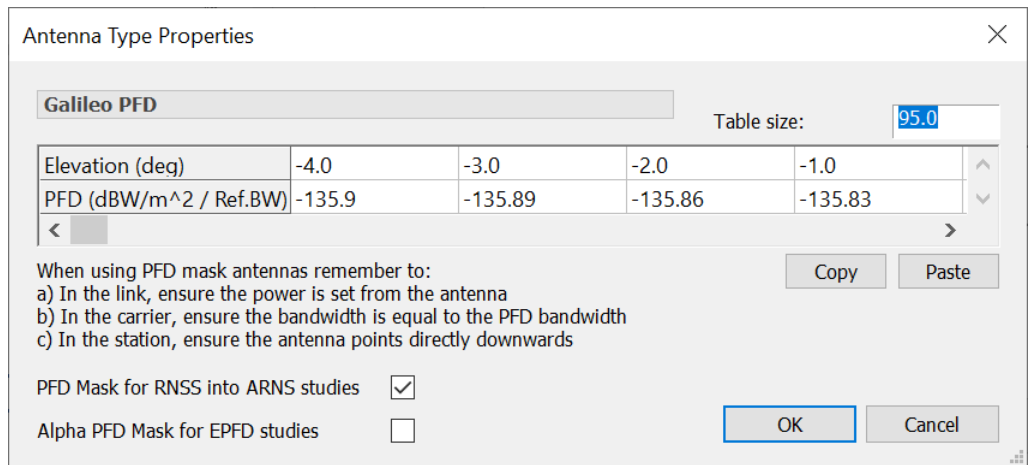 Antenna Type Properties
Galileo PFD
Table size: 95.0
Elevation (deg) -4.0 -3.0 -2.0 -1.0
PFD (dBW/m^2 / Ref.BW) -135.9 -135.89 -135.86 -135.83
When using PFD mask antennas remember to:
a) In the link, ensure the power is set from the antenna
b) In the carrier, ensure the bandwidth is equal to the PFD bandwidth
c) In the station, ensure the antenna points directly downwards
Copy Paste
PFD Mask for RNSS into ARNS studies
Alpha PFD Mask for EPFD studies
OK Cancel